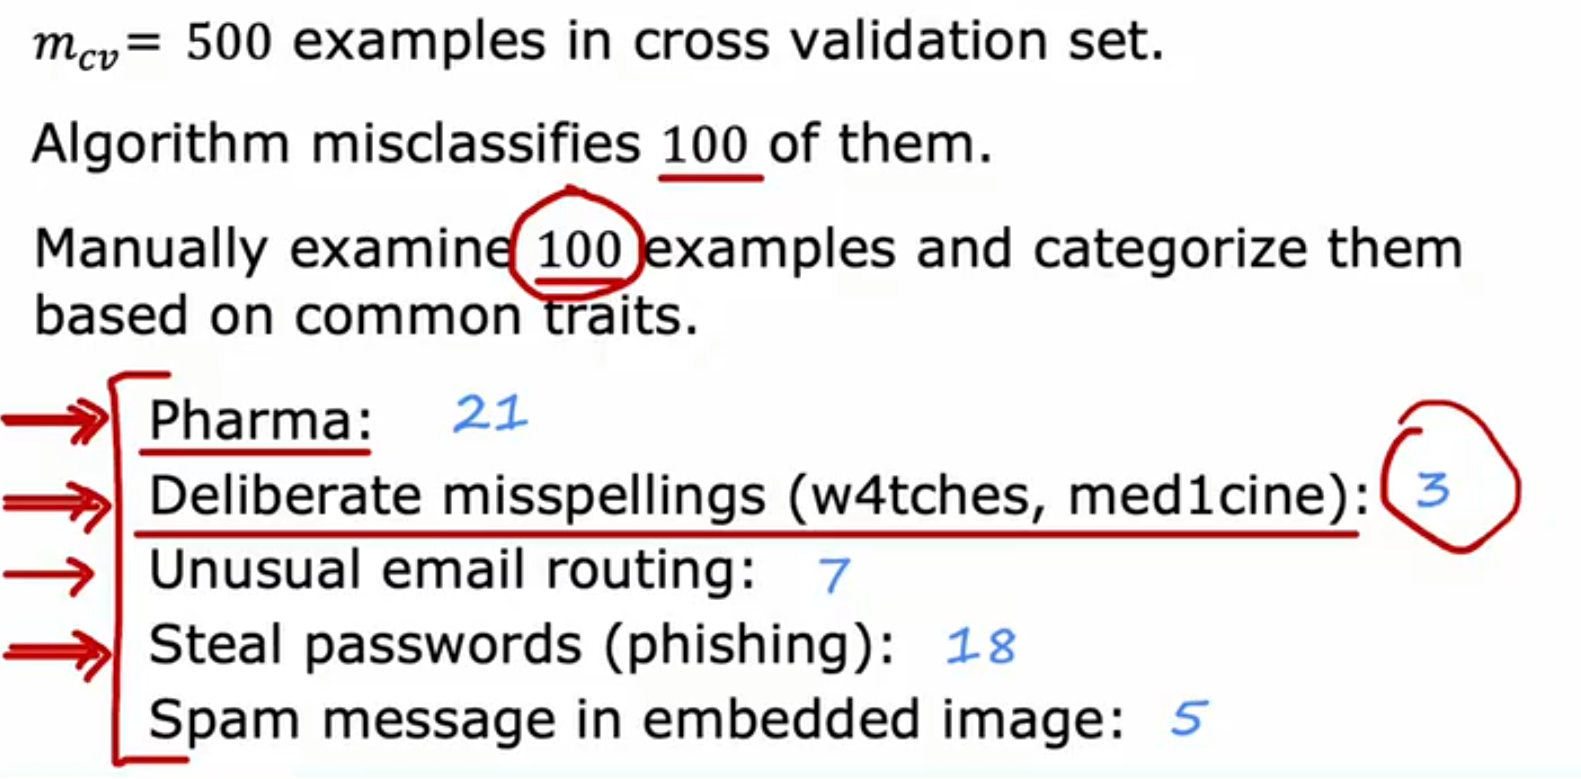 m_cv = 500 examples in cross validation set.
Algorithm misclassifies 100 of them.
Manually examine 100 examples and categorize them
based on common traits.
Pharma: 21
Deliberate misspellings (w4tches, med1cine): 3
Unusual email routing: 7
Steal passwords (phishing): 18
Spam message in embedded image: 5